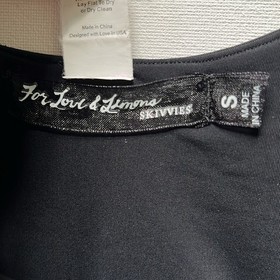 Lay Flat To Dry
or Dry Clean
Made in China
Designed with Love in USA
For Love & Lemons
SKIVVIES
S
MADE
IN CHINA